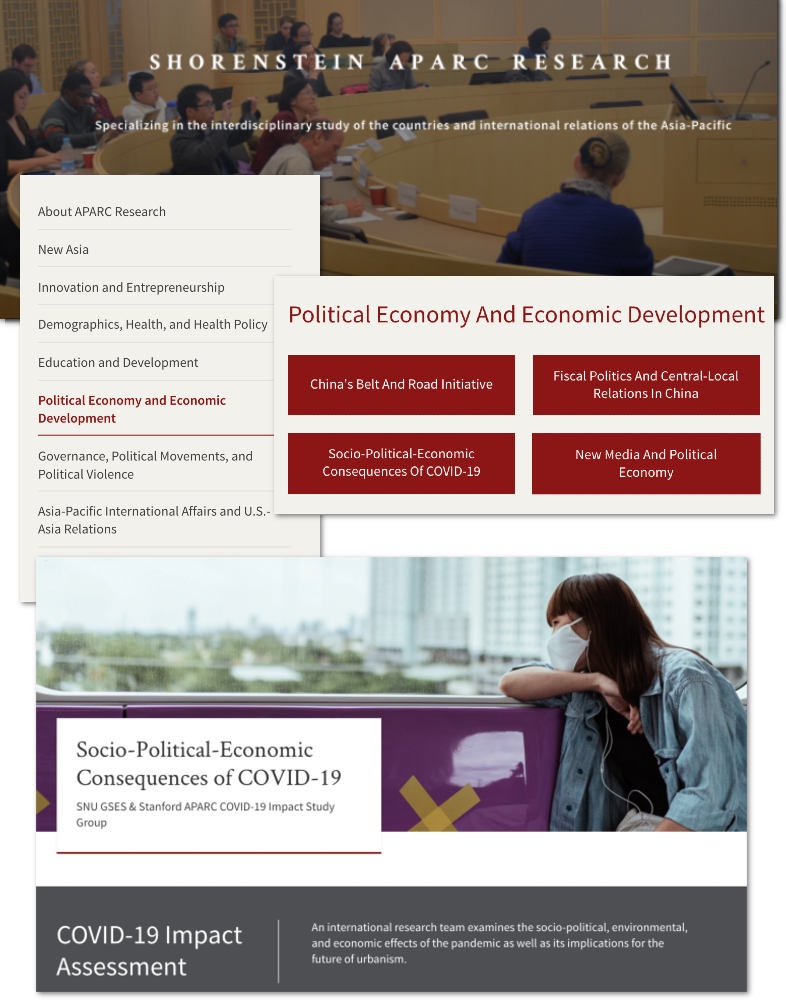 SHORENSTEIN APARC RESEARCH
Specializing in the interdisciplinary study of the countries and international relations of the Asia-Pacific
About APARC Research
New Asia
Innovation and Entrepreneurship
Demographics, Health, and Health Policy
Education and Development
Political Economy and Economic
Development
Governance, Political Movements, and
Political Violence
Asia-Pacific International Affairs and U.S.-
Asia Relations
Political Economy And Economic Development
China's Belt And Road Initiative
Fiscal Politics And Central-Local
Relations In China
Socio-Political-Economic
Consequences Of COVID-19
New Media And Political
Economy
Socio-Political-Economic
Consequences of COVID-19
SNU GSES & Stanford APARC COVID-19 Impact Study
Group
COVID-19 Impact
Assessment
An international research team examines the socio-political, environmental,
and economic effects of the pandemic as well as its implications for the
future of urbanism.